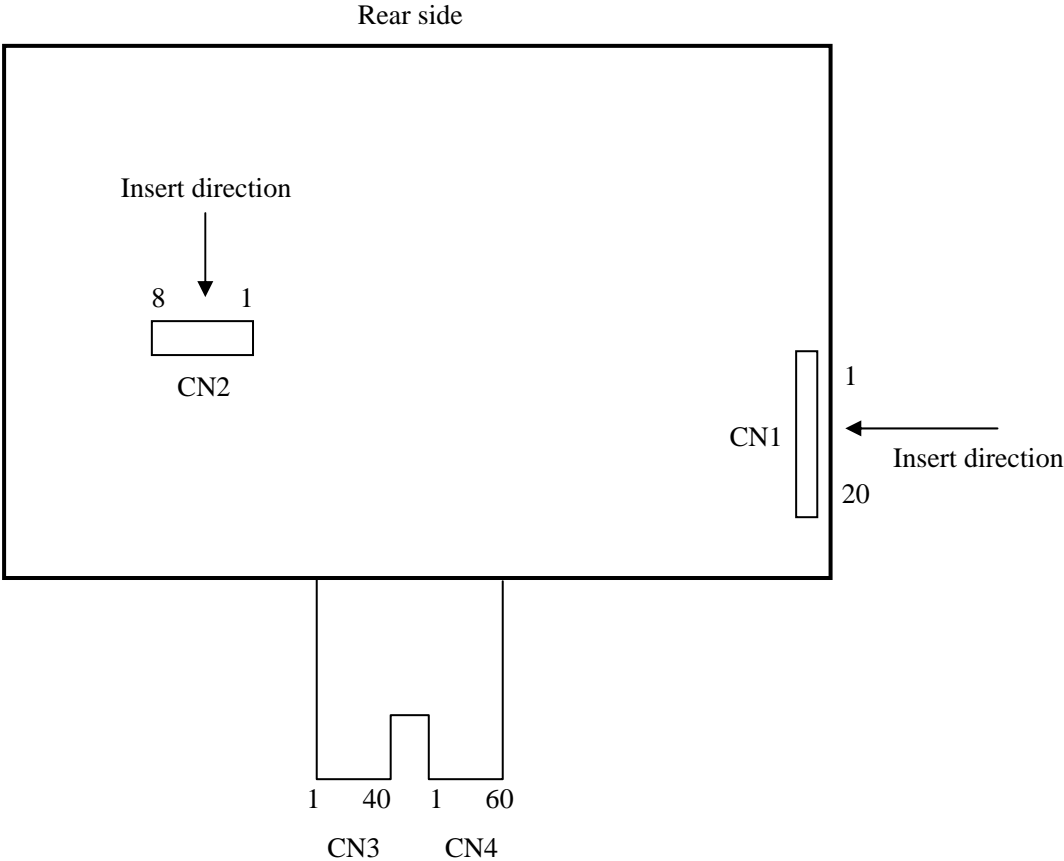 Rear side
Insert direction
8 1
CN2
1
CN1
Insert direction
20
1 40 1 60
CN3 CN4